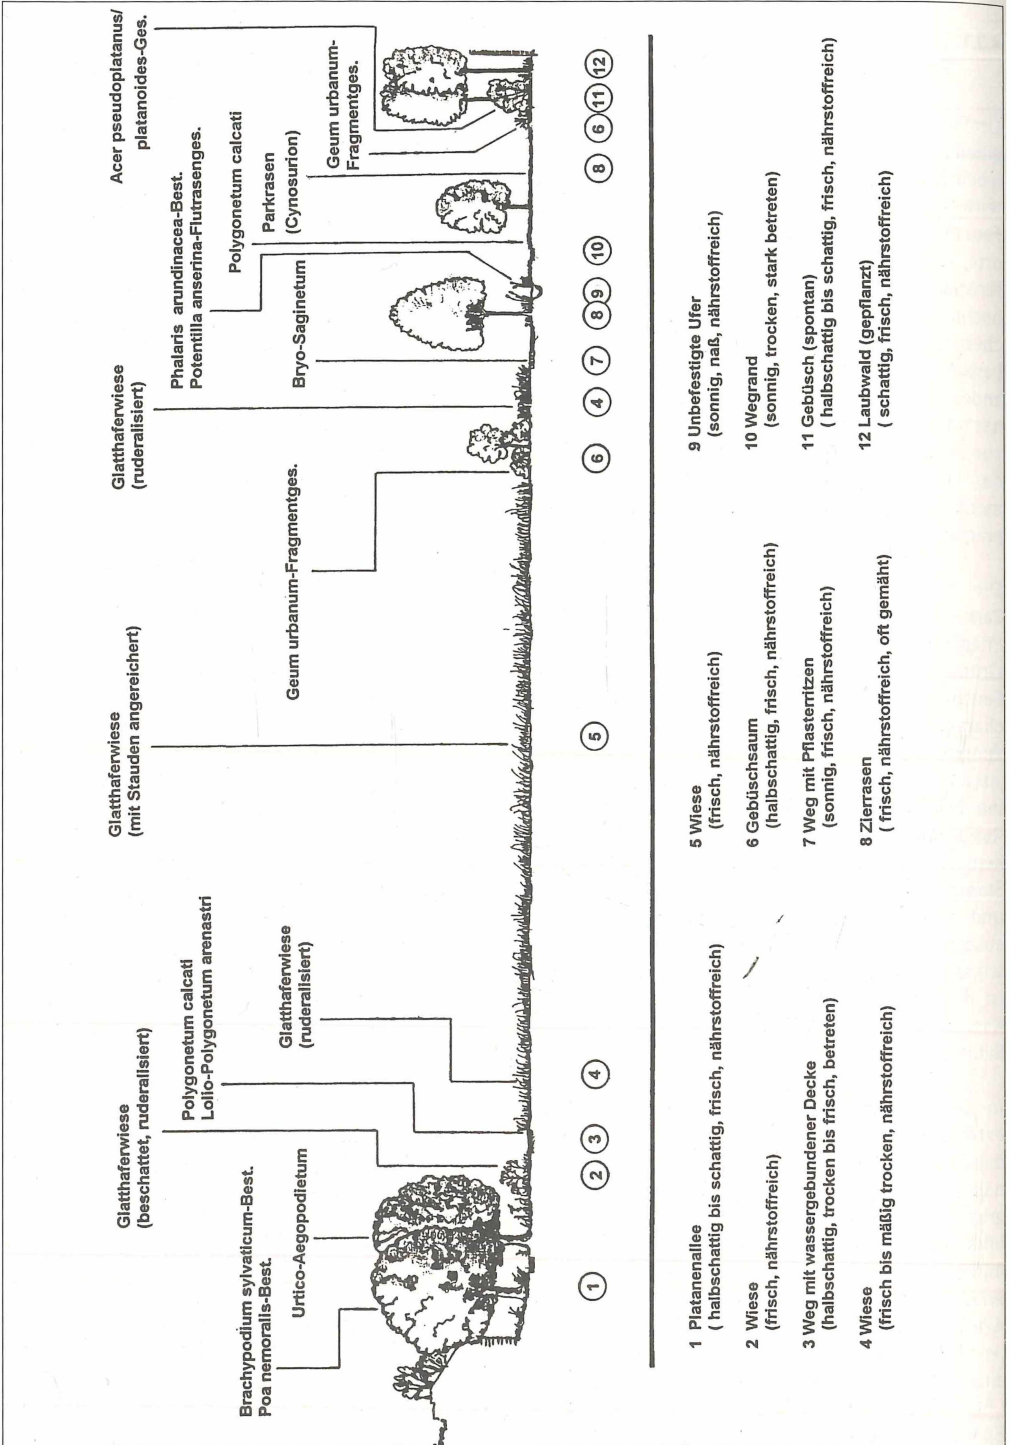 Glatthaferwiese
(beschattet, ruderalisiert)
Glatthaferwiese
(mit Stauden angereichert)
Glatthaferwiese
(ruderalisiert)
Acer pseudoplatanus/
platanoides-Ges.
Polygonetum calcati
Lolio-Polygonetum arenastri
Phalaris arundinacea-Best.
Potentilla anserina-Flutrasenges.
Polygonetum calcati
Brachypodium sylvaticum-Best.
Poa nemoralis-Best.
Parkrasen
(Cynosurion)
Urtico-Aegopodietum
Glatthaferwiese
(ruderalisiert)
Geum urbanum-Fragmentges.
Bryo-Saginetum
Geum urbanum-
Fragmentges.
1 2 3 4 5 6 4 7 8 9 10 8 6 11 12
1 Platanenallee
( halbschattig bis schattig, frisch, nährstoffreich)
2 Wiese
(frisch, nährstoffreich)
3 Weg mit wassergebundener Decke
(halbschattig, trocken bis frisch, betreten)
4 Wiese
(frisch bis mäßig trocken, nährstoffreich)
5 Wiese
(frisch, nährstoffreich)
6 Gebüschsaum
(halbschattig, frisch, nährstoffreich)
7 Weg mit Pflasterritzen
(sonnig, frisch, nährstoffreich)
8 Zierrasen
( frisch, nährstoffreich, oft gemäht)
9 Unbefestigte Ufer
(sonnig, naß, nährstoffreich)
10 Wegrand
(sonnig, trocken, stark betreten)
11 Gebüsch (spontan)
( halbschattig bis schattig, frisch, nährstoffreich)
12 Laubwald (gepflanzt)
( schattig, frisch, nährstoffreich)